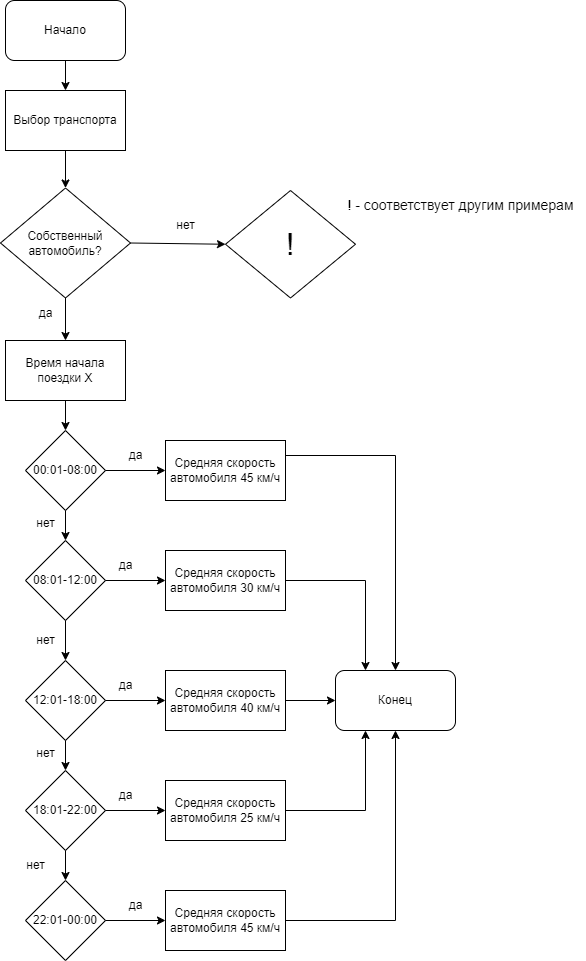 Начало
Выбор транспорта
Собственный
автомобиль?
нет
!
! - соответствует другим примерам
да
Время начала
поездки X
00:01-08:00
да
Средняя скорость
автомобиля 45 км/ч
нет
08:01-12:00
да
Средняя скорость
автомобиля 30 км/ч
нет
12:01-18:00
да
Средняя скорость
автомобиля 40 км/ч
Конец
нет
18:01-22:00
да
Средняя скорость
автомобиля 25 км/ч
нет
22:01-00:00
да
Средняя скорость
автомобиля 45 км/ч